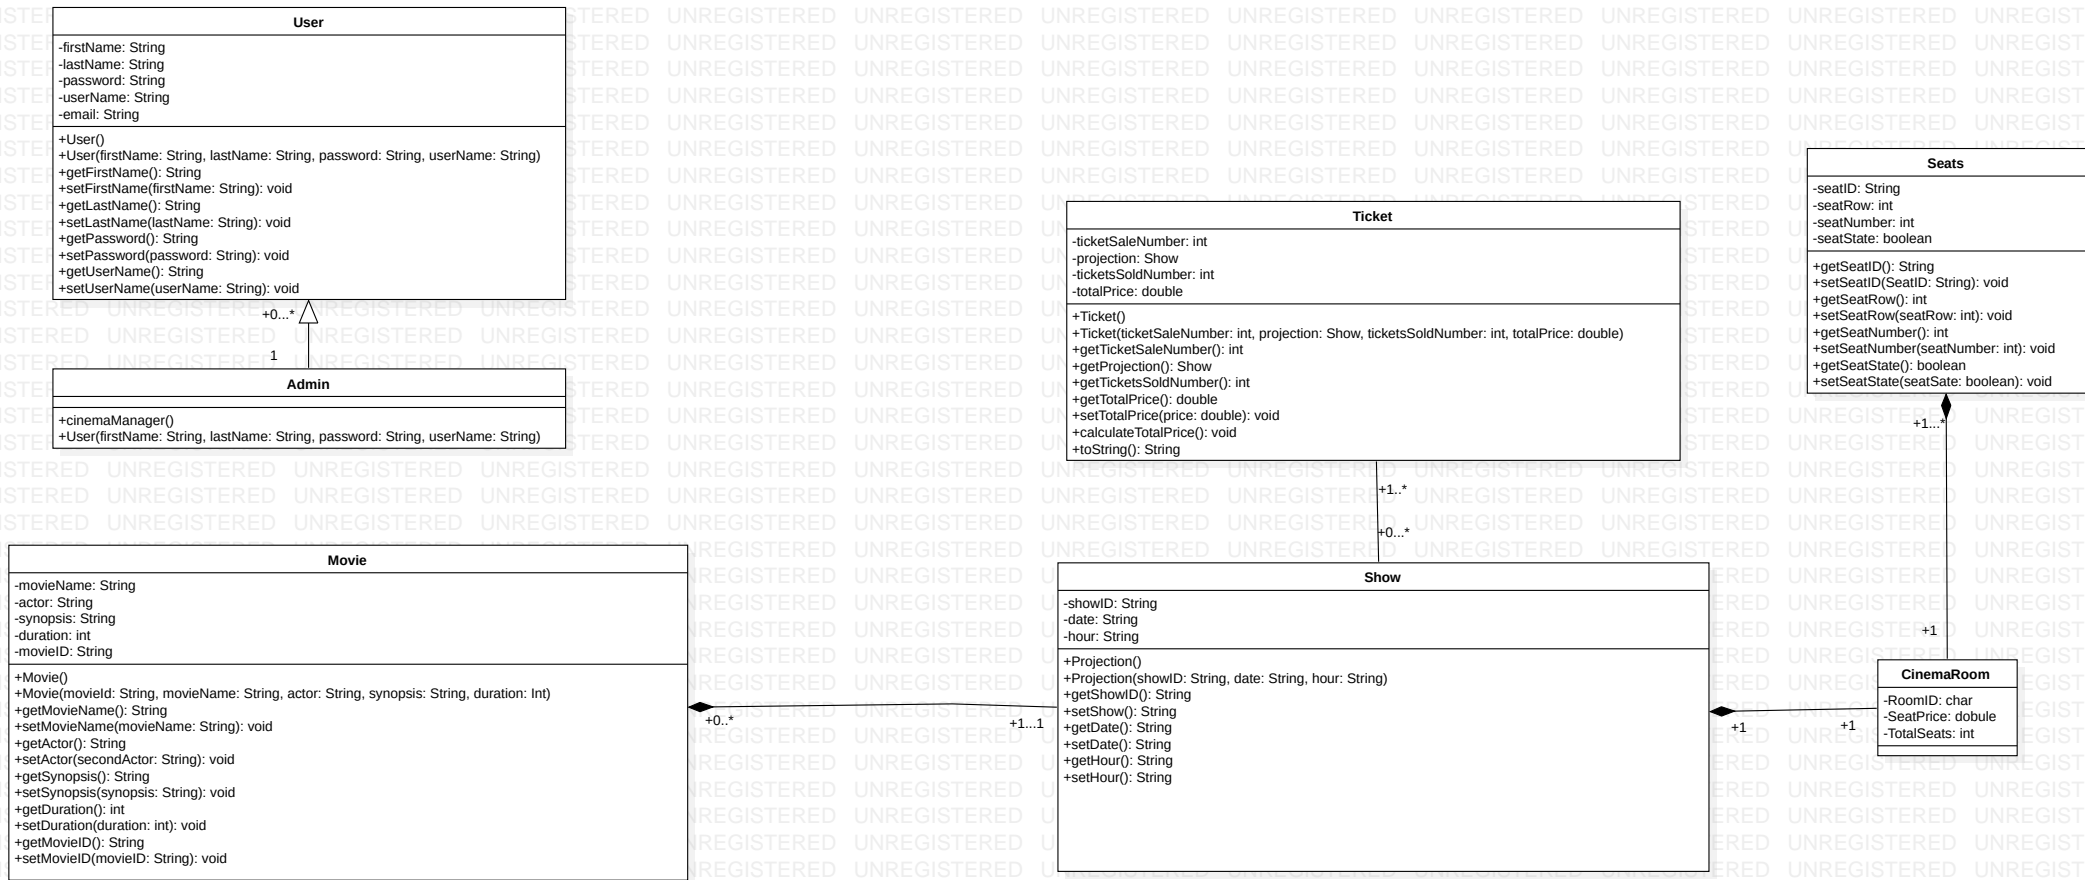 User
-firstName: String
-lastName: String
-password: String
-userName: String
-email: String
+User()
+User(firstName: String, lastName: String, password: String, userName: String)
+getFirstName(): String
+setFirstName(firstName: String): void
+getLastName(): String
+setLastName(lastName: String): void
+getPassword(): String
+setPassword(password: String): void
+getUserName(): String
+setUserName(userName: String): void
+0...*
1
Admin
+cinemaManager()
+User(firstName: String, lastName: String, password: String, userName: String)
Ticket
-ticketSaleNumber: int
-projection: Show
-ticketsSoldNumber: int
-totalPrice: double
+Ticket()
+Ticket(ticketSaleNumber: int, projection: Show, ticketsSoldNumber: int, totalPrice: double)
+getTicketSaleNumber(): int
+getProjection(): Show
+getTicketsSoldNumber(): int
+getTotalPrice(): double
+setTotalPrice(price: double): void
+calculateTotalPrice(): void
+toString(): String
+1..*
+0...*
Seats
-seatID: String
-seatRow: int
-seatNumber: int
-seatState: boolean
+getSeatID(): String
+setSeatID(SeatID: String): void
+getSeatRow(): int
+setSeatRow(seatRow: int): void
+getSeatNumber(): int
+setSeatNumber(seatNumber: int): void
+getSeatState(): boolean
+setSeatState(seatSate: boolean): void
+1...*
+1
Movie
-movieName: String
-actor: String
-synopsis: String
-duration: int
-movieID: String
+Movie()
+Movie(movieId: String, movieName: String, actor: String, synopsis: String, duration: Int)
+getMovieName(): String
+setMovieName(movieName: String): void
+getActor(): String
+setActor(secondActor: String): void
+getSynopsis(): String
+setSynopsis(synopsis: String): void
+getDuration(): int
+setDuration(duration: int): void
+getMovieID(): String
+setMovieID(movieID: String): void
+0..*
+1...1
Show
-showID: String
-date: String
-hour: String
+Projection()
+Projection(showID: String, date: String, hour: String)
+getShowID(): String
+setShow(): String
+getDate(): String
+setDate(): String
+getHour(): String
+setHour(): String
+1
+1
CinemaRoom
-RoomID: char
-SeatPrice: dobule
-TotalSeats: int
UNREGISTERED